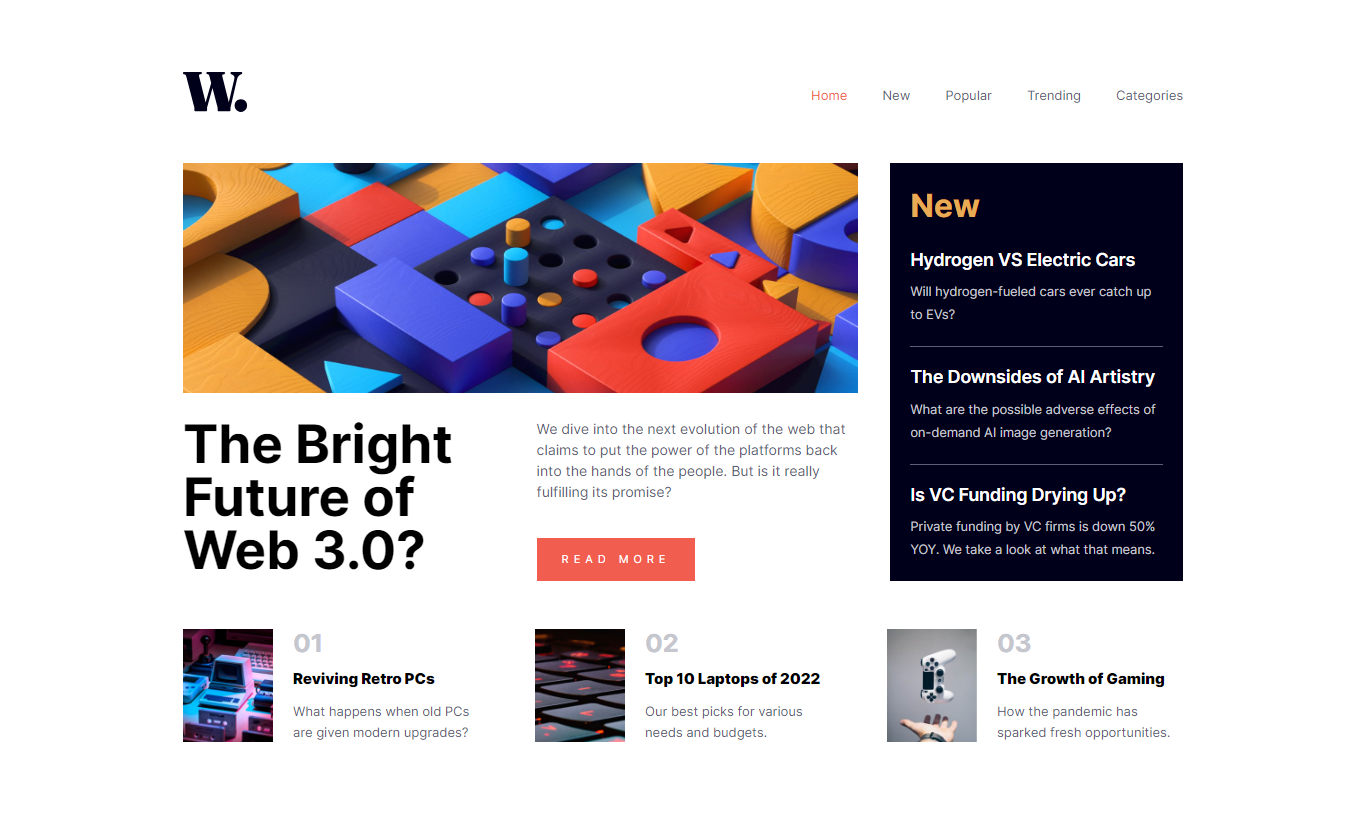 W.
Home New Popular Trending Categories
The Bright
Future of
Web 3.0?
We dive into the next evolution of the web that
claims to put the power of the platforms back
into the hands of the people. But is it really
fulfilling its promise?
READ MORE
New
Hydrogen VS Electric Cars
Will hydrogen-fueled cars ever catch up
to EVs?
The Downsides of AI Artistry
What are the possible adverse effects of
on-demand AI image generation?
Is VC Funding Drying Up?
Private funding by VC firms is down 50%
YOY. We take a look at what that means.
01
Reviving Retro PCs
What happens when old PCs
are given modern upgrades?
02
Top 10 Laptops of 2022
Our best picks for various
needs and budgets.
03
The Growth of Gaming
How the pandemic has
sparked fresh opportunities.